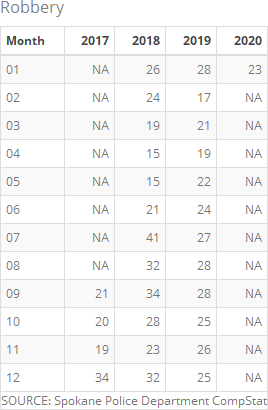 Robbery
Month 2017 2018 2019 2020
01 NA 26 28 23
02 NA 24 17 NA
03 NA 19 21 NA
04 NA 15 19 NA
05 NA 15 22 NA
06 NA 21 24 NA
07 NA 41 27 NA
08 NA 32 28 NA
09 21 34 28 NA
10 20 28 25 NA
11 19 23 26 NA
12 34 32 25 NA
SOURCE: Spokane Police Department CompStat